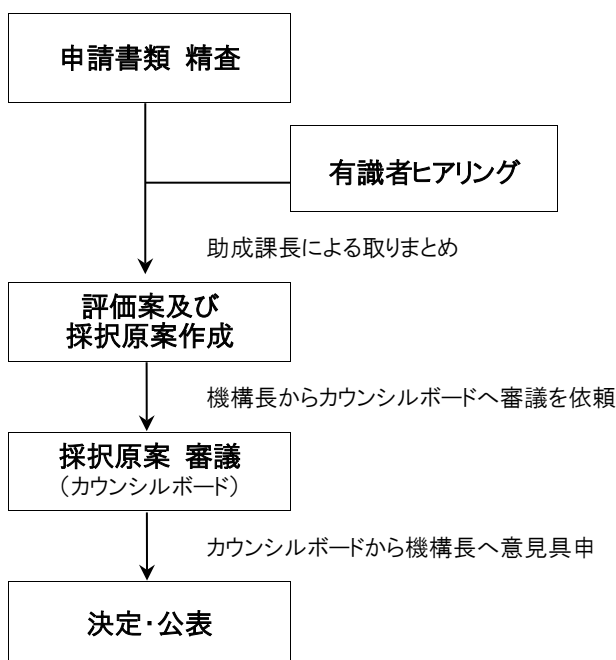 申請書類 精査
有識者ヒアリング
助成課長による取りまとめ
評価案及び
採択原案作成
機構長からカウンシルボードへ審議を依頼
採択原案 審議
（カウンシルボード）
カウンシルボードから機構長へ意見具申
決定・公表